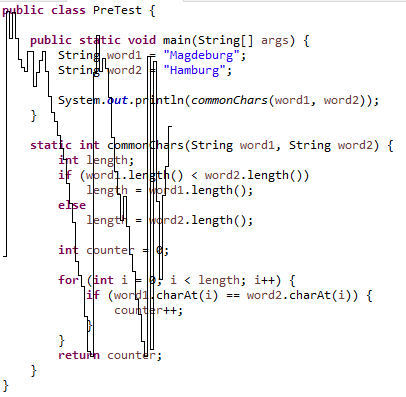 public class PreTest {
public static void main(String[] args) {
String word1 = "Magdeburg";
String word2 = "Hamburg";
System.out.println(commonChars(word1, word2));
}
static int commonChars(String word1, String word2) {
int length;
if (word1.length() < word2.length())
length = word1.length();
else
length = word2.length();
int counter = 0;
for (int i = 0; i < length; i++) {
if (word1.charAt(i) == word2.charAt(i)) {
counter++;
}
}
return counter;
}
}